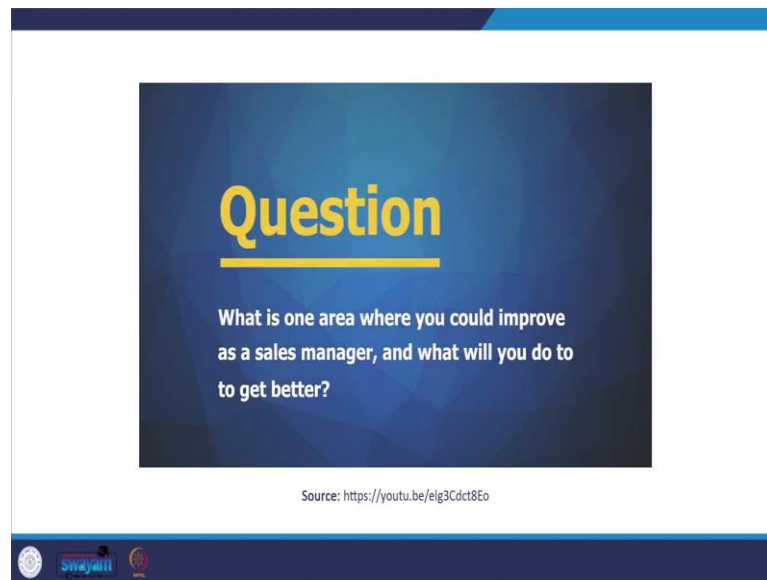 Question
What is one area where you could improve
as a sales manager, and what will you do to
to get better?
Source: https://youtu.be/elg3Cdct8Eo
swayam